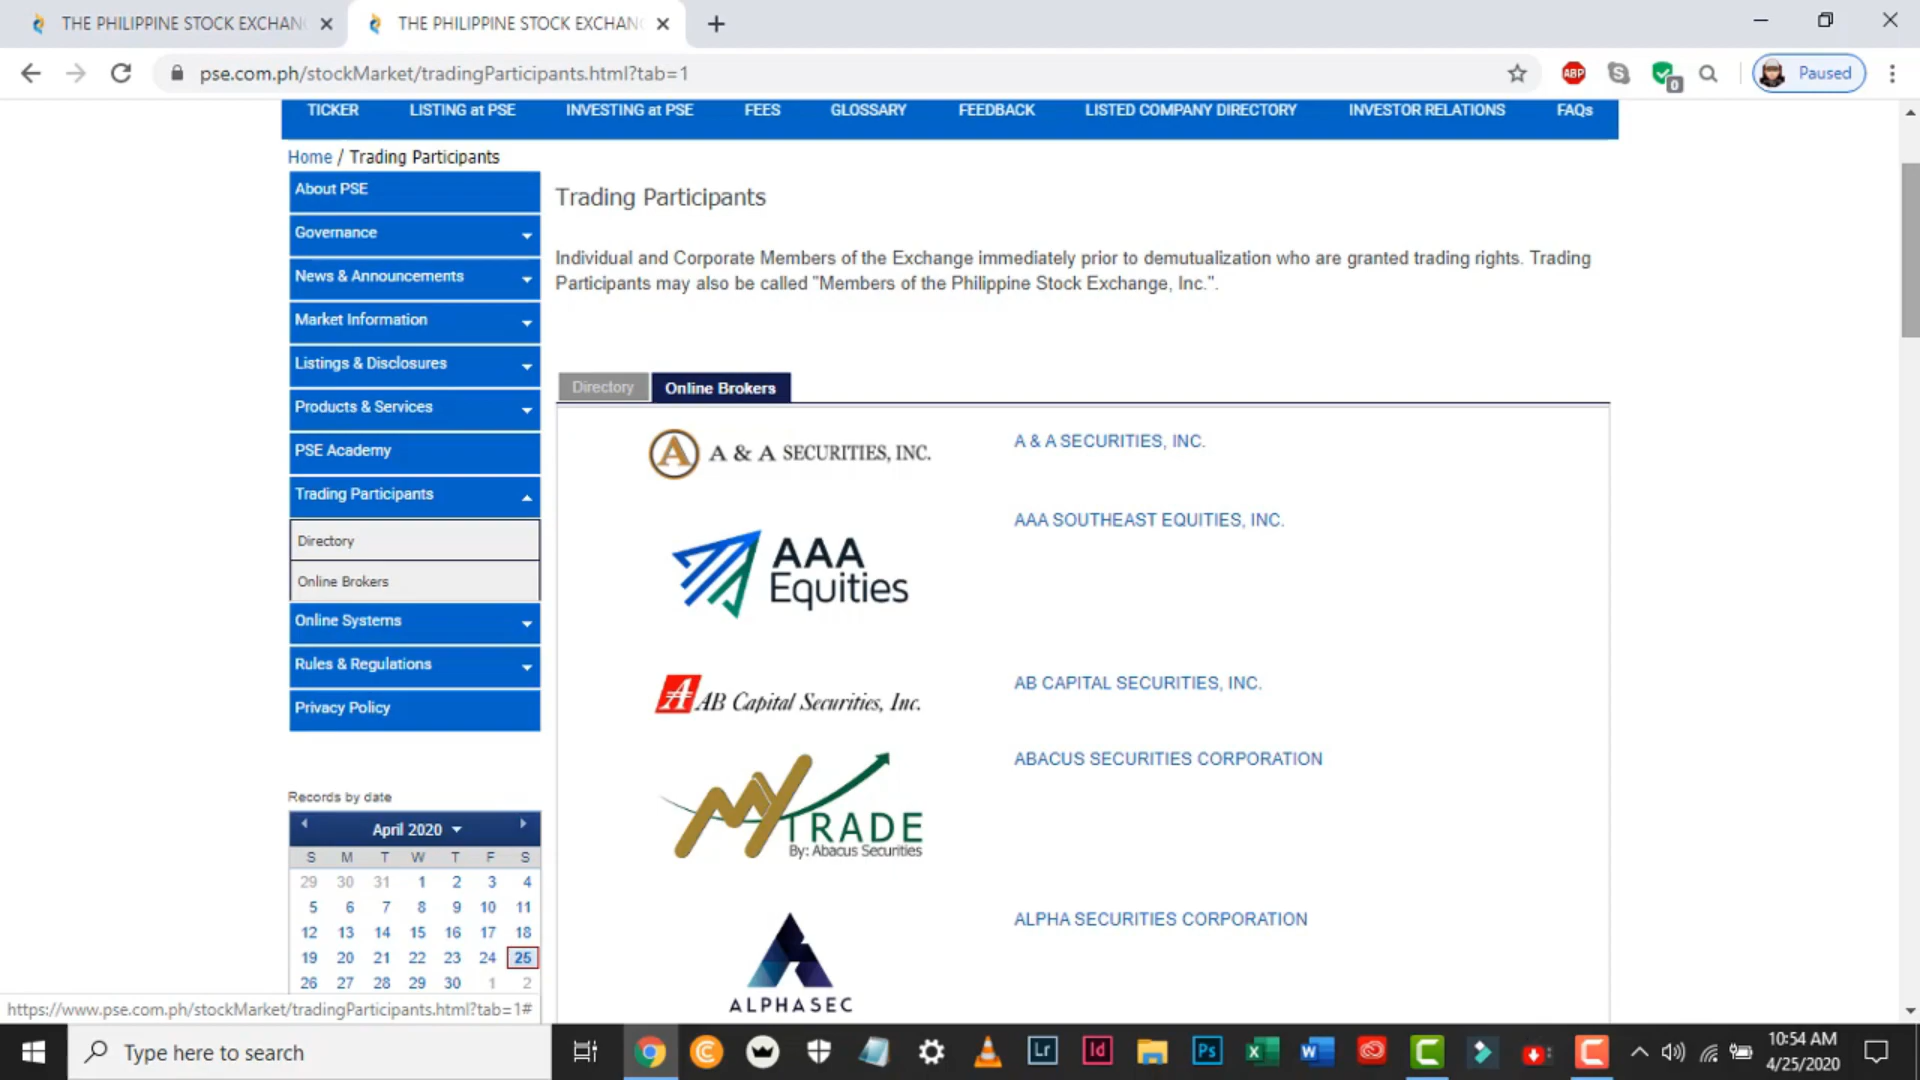 THE PHILIPPINE STOCK EXCHAN
THE PHILIPPINE STOCK EXCHAN
pse.com.ph/stockMarket/tradingParticipants.html?tab=1
ABP
0
Paused
TICKER LISTING at PSE INVESTING at PSE FEES GLOSSARY FEEDBACK LISTED COMPANY DIRECTORY INVESTOR RELATIONS FAQs
Home / Trading Participants
About PSE
Governance
News & Announcements
Market Information
Listings & Disclosures
Products & Services
PSE Academy
Trading Participants
Directory
Online Brokers
Online Systems
Rules & Regulations
Privacy Policy
Records by date
April 2020
S M T W T F S
29 30 31 1 2 3 4
5 6 7 8 9 10 11
12 13 14 15 16 17 18
19 20 21 22 23 24 25
26 27 28 29 30 1 2
Trading Participants
Individual and Corporate Members of the Exchange immediately prior to demutualization who are granted trading rights. Trading
Participants may also be called "Members of the Philippine Stock Exchange, Inc.".
Directory Online Brokers
A A & A SECURITIES, INC.
A & A SECURITIES, INC.
AAA
Equities
AAA SOUTHEAST EQUITIES, INC.
A AB Capital Securities, Inc.
AB CAPITAL SECURITIES, INC.
MYTRADE
By: Abacus Securities
ABACUS SECURITIES CORPORATION
ALPHASEC
ALPHA SECURITIES CORPORATION
https://www.pse.com.ph/stockMarket/tradingParticipants.html?tab=1#
Type here to search
Lr
Id
Ps
10:54 AM
4/25/2020